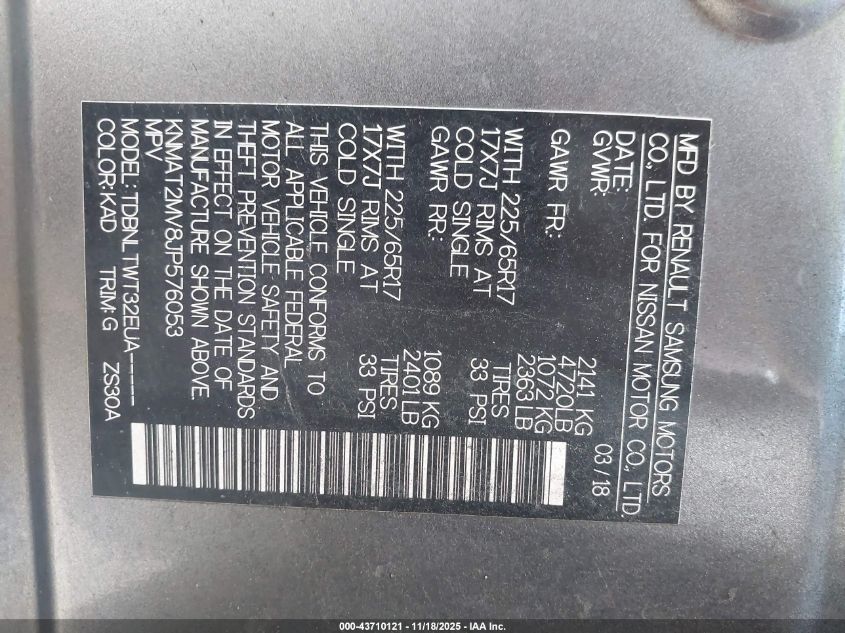 MFD BY RENAULT SAMSUNG MOTORS
CO., LTD. FOR NISSAN MOTOR CO., LTD.
DATE: 03/18
GVWR: 2141 KG
4720LB
GAWR FR: 1072 KG
2363 LB
WITH 225/65R17 TIRES
17X7J RIMS AT 33 PSI
COLD SINGLE
GAWR RR: 1089 KG
2401 LB
WITH 225/65R17 TIRES
17X7J RIMS AT 33 PSI
COLD SINGLE
THIS VEHICLE CONFORMS TO
ALL APPLICABLE FEDERAL
MOTOR VEHICLE SAFETY AND
THEFT PREVENTION STANDARDS
IN EFFECT ON THE DATE OF
MANUFACTURE SHOWN ABOVE.
KNMAT2MV8JP576053
MPV
MODEL: TDBNLTWT32EUA-----
COLOR:KAD TRIM:G ZS30A
000-43710121 - 11/18/2025 - IAA Inc.